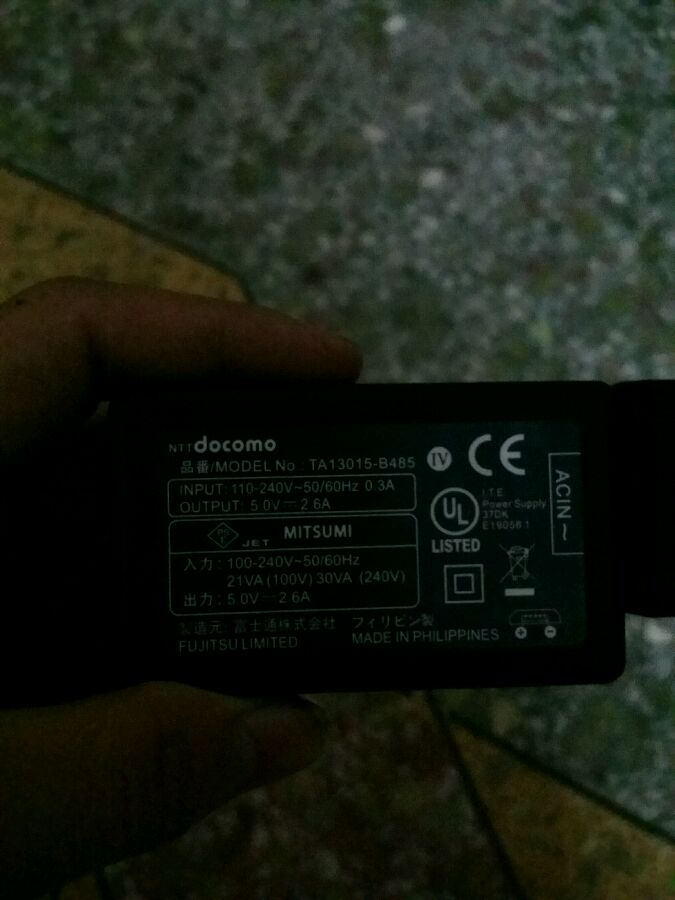 NTT docomo
品番/MODEL No.: TA13015-B485
INPUT: 110-240V~50/60Hz 0.3A
OUTPUT: 5.0V⎓2.6A
PS E
JET MITSUMI
入力: 100-240V~50/60Hz
21VA (100V) 30VA (240V)
出力: 5.0V⎓2.6A
製造元: 富士通株式会社
FUJITSU LIMITED
フィリピン製
MADE IN PHILIPPINES
IV
CE
UL
LISTED
I.T.E.
Power Supply
37DK
ACIN~